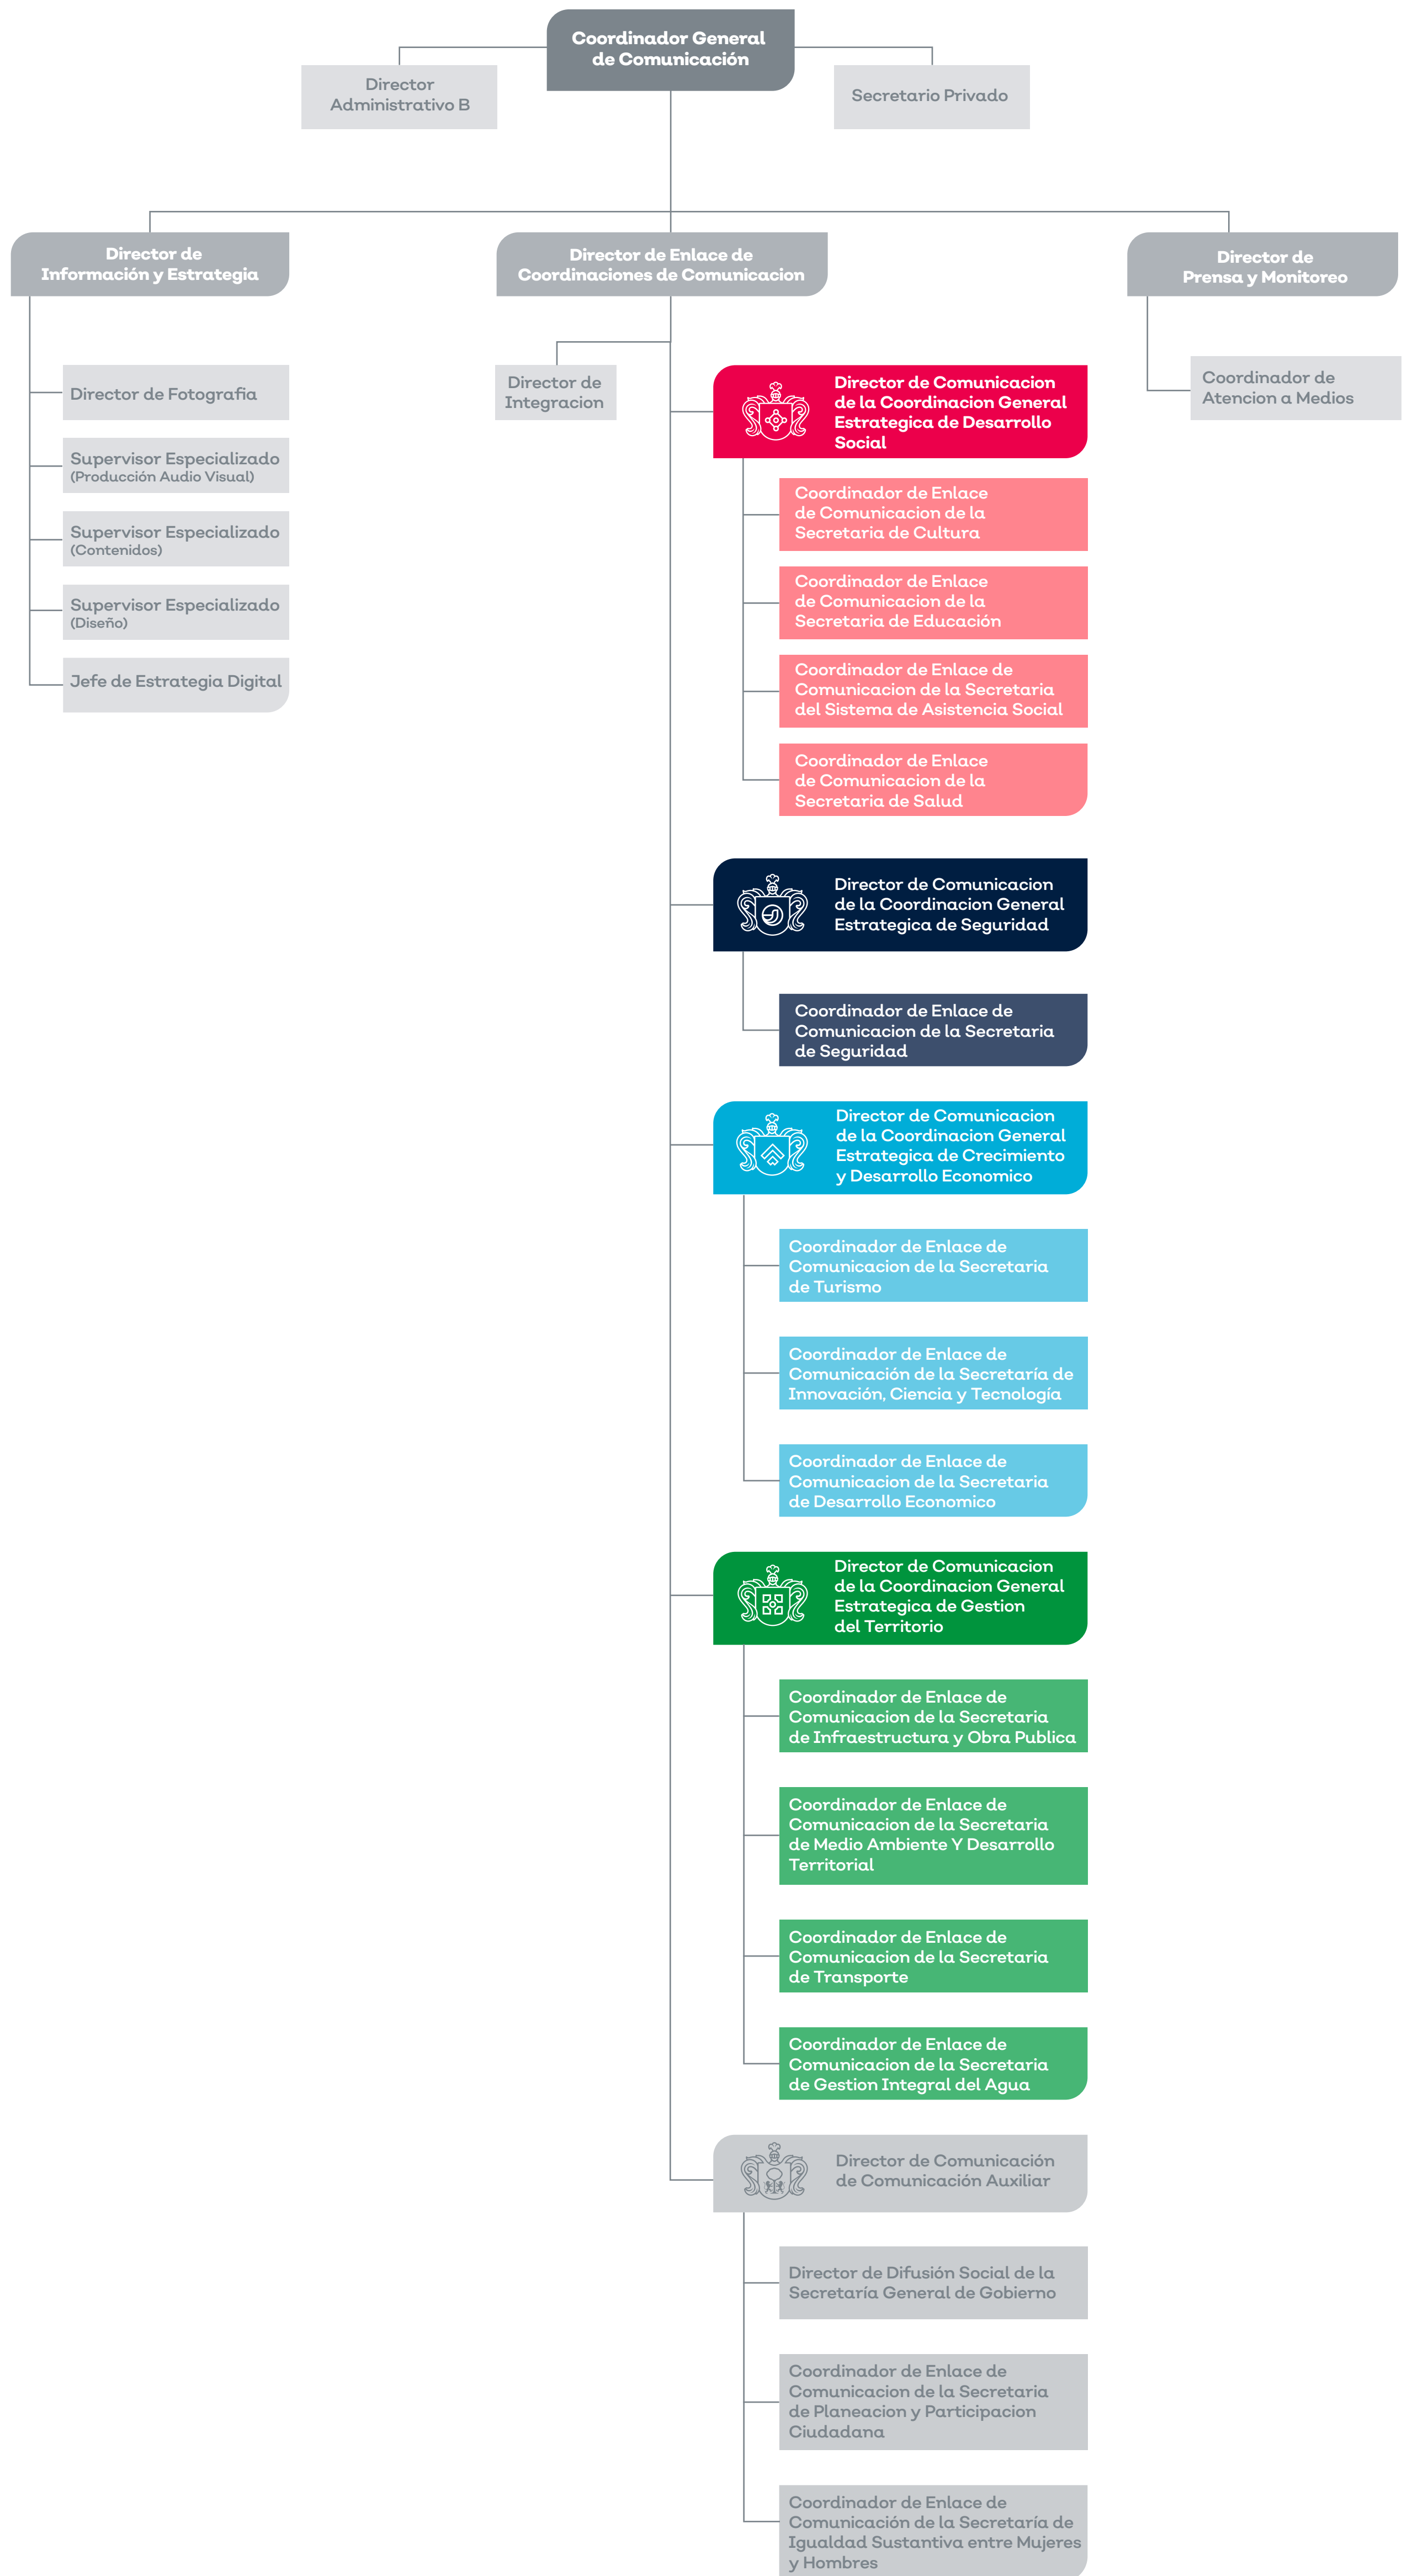 Coordinador General
de Comunicación
Director
Administrativo B
Secretario Privado
Director de
Información y Estrategia
Director de Enlace de
Coordinaciones de Comunicacion
Director de
Prensa y Monitoreo
Director de Fotografia
Supervisor Especializado
(Producción Audio Visual)
Supervisor Especializado
(Contenidos)
Supervisor Especializado
(Diseño)
Jefe de Estrategia Digital
Director de
Integracion
Coordinador de
Atencion a Medios
Director de Comunicacion
de la Coordinacion General
Estrategica de Desarrollo
Social
Coordinador de Enlace
de Comunicacion de la
Secretaria de Cultura
Coordinador de Enlace
de Comunicacion de la
Secretaria de Educación
Coordinador de Enlace de
Comunicacion de la Secretaria
del Sistema de Asistencia Social
Coordinador de Enlace
de Comunicacion de la
Secretaria de Salud
Director de Comunicacion
de la Coordinacion General
Estrategica de Seguridad
Coordinador de Enlace de
Comunicacion de la Secretaria
de Seguridad
Director de Comunicacion
de la Coordinacion General
Estrategica de Crecimiento
y Desarrollo Economico
Coordinador de Enlace de
Comunicacion de la Secretaria
de Turismo
Coordinador de Enlace de
Comunicación de la Secretaría de
Innovación, Ciencia y Tecnología
Coordinador de Enlace de
Comunicacion de la Secretaria
de Desarrollo Economico
Director de Comunicacion
de la Coordinacion General
Estrategica de Gestion
del Territorio
Coordinador de Enlace de
Comunicacion de la Secretaria
de Infraestructura y Obra Publica
Coordinador de Enlace de
Comunicacion de la Secretaria
de Medio Ambiente Y Desarrollo
Territorial
Coordinador de Enlace de
Comunicacion de la Secretaria
de Transporte
Coordinador de Enlace de
Comunicacion de la Secretaria
de Gestion Integral del Agua
Director de Comunicación
de Comunicación Auxiliar
Director de Difusión Social de la
Secretaría General de Gobierno
Coordinador de Enlace de
Comunicacion de la Secretaria
de Planeacion y Participacion
Ciudadana
Coordinador de Enlace de
Comunicación de la Secretaría de
Igualdad Sustantiva entre Mujeres
y Hombres